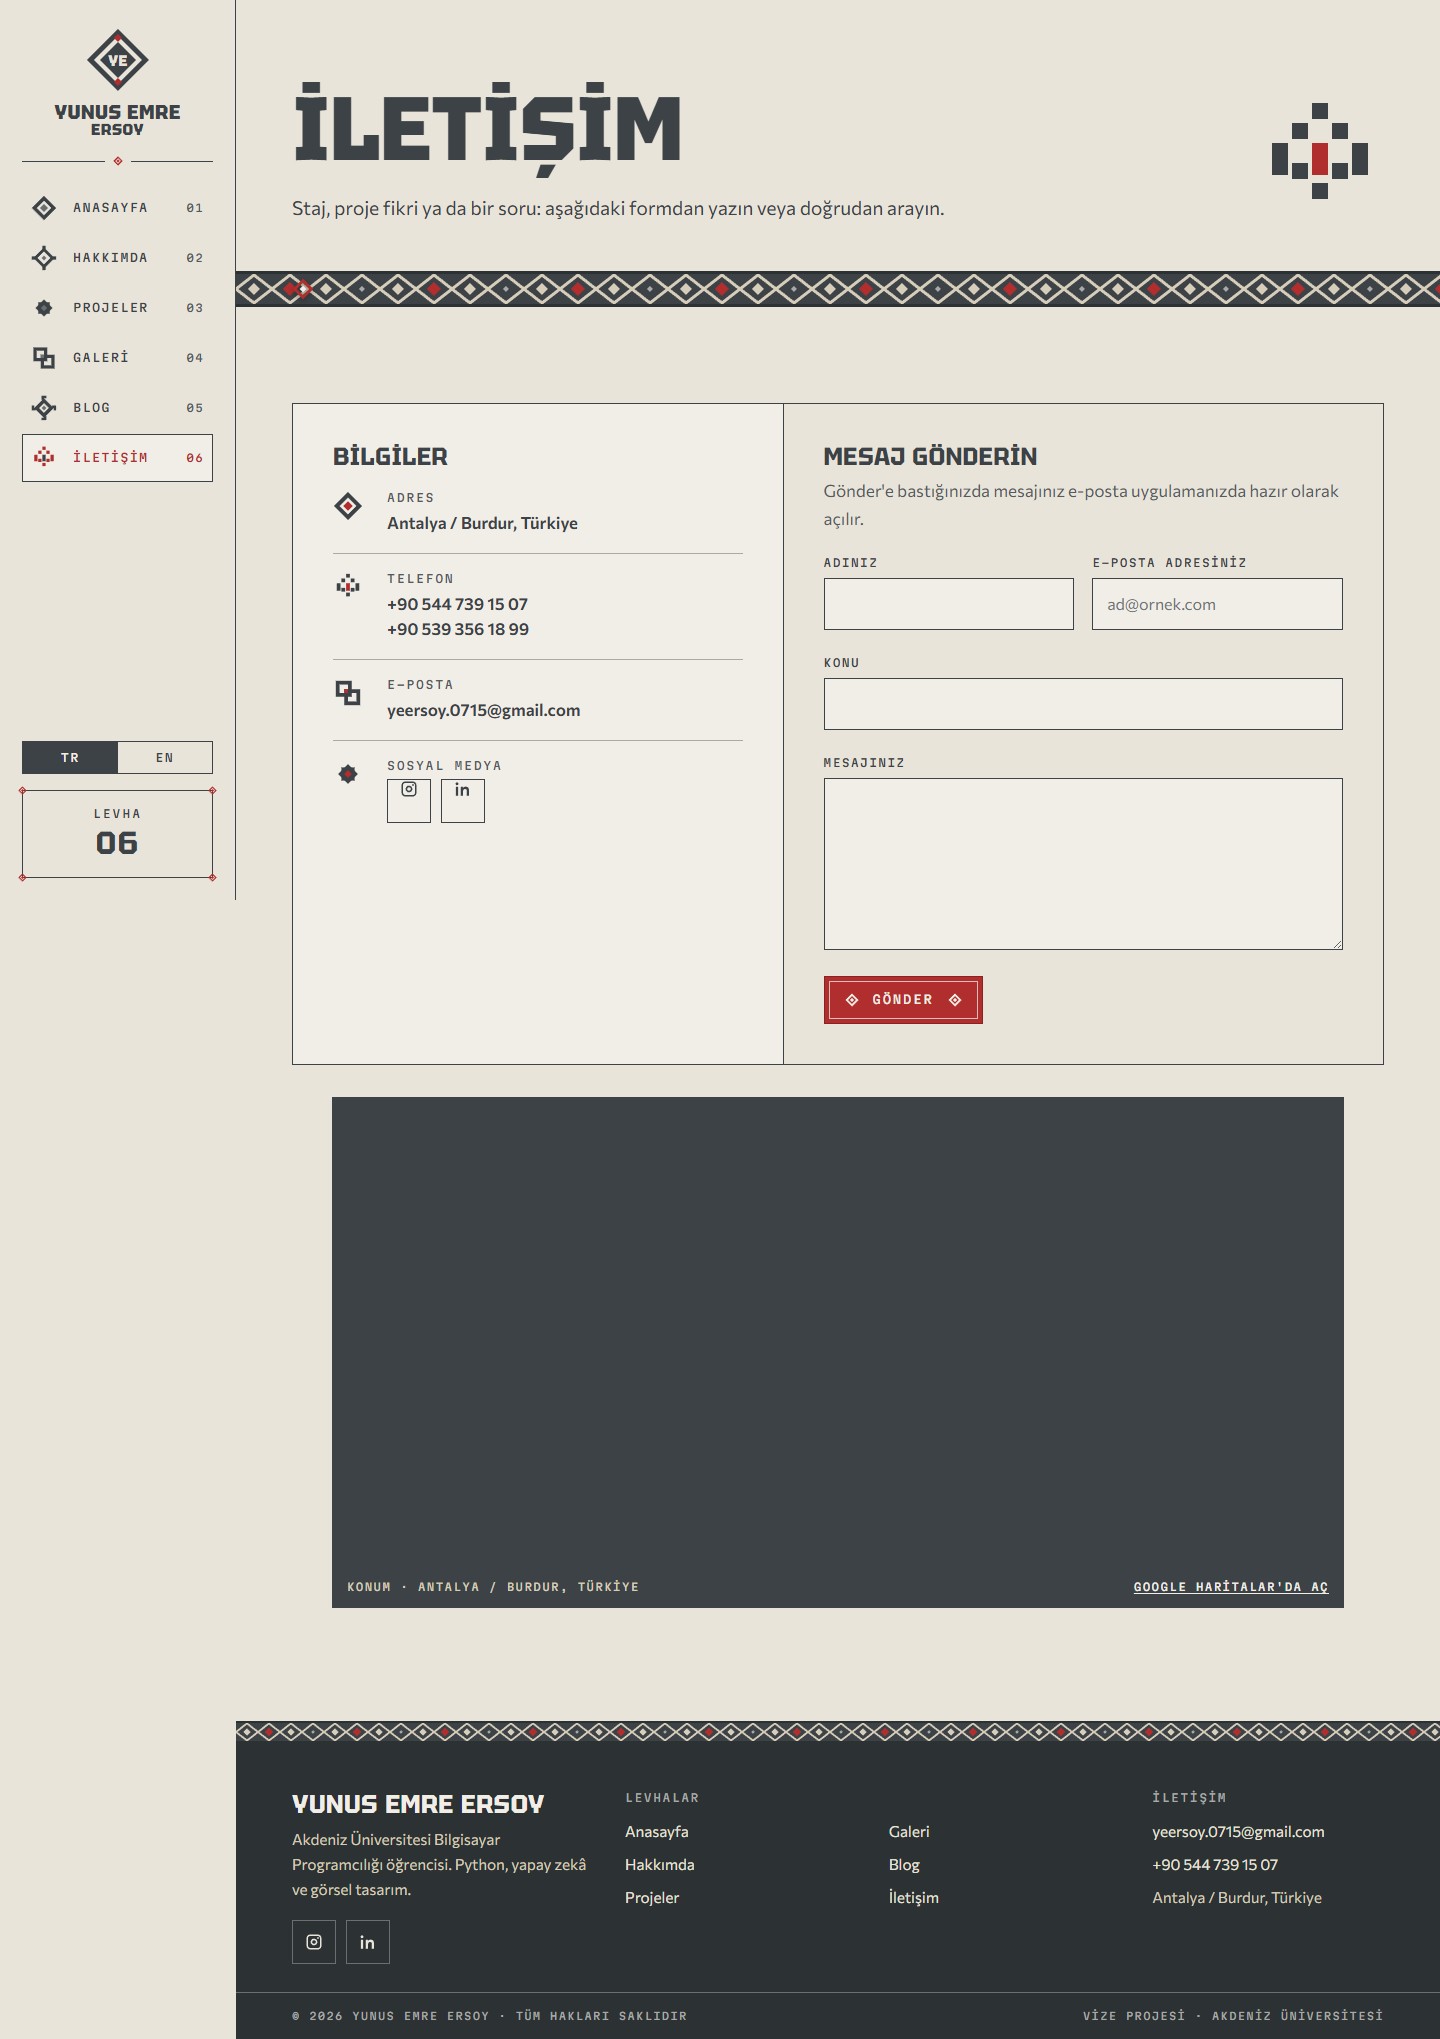 VE
YUNUS EMRE
ERSOY
ANASAYFA 01
HAKKIMDA 02
PROJELER 03
GALERİ 04
BLOG 05
İLETİŞİM 06
TR EN
LEVHA
06
İLETİŞİM
Staj, proje fikri ya da bir soru: aşağıdaki formdan yazın veya doğrudan arayın.
BİLGİLER
ADRES
Antalya / Burdur, Türkiye
TELEFON
+90 544 739 15 07
+90 539 356 18 99
E-POSTA
yeersoy.0715@gmail.com
SOSYAL MEDYA
in
MESAJ GÖNDERİN
Gönder'e bastığınızda mesajınız e-posta uygulamanızda hazır olarak
açılır.
ADINIZ
E-POSTA ADRESİNİZ
ad@ornek.com
KONU
MESAJINIZ
GÖNDER
KONUM · ANTALYA / BURDUR, TÜRKİYE
GOOGLE HARİTALAR'DA AÇ
YUNUS EMRE ERSOY
Akdeniz Üniversitesi Bilgisayar
Programcılığı öğrencisi. Python, yapay zekâ
ve görsel tasarım.
in
LEVHALAR
Anasayfa
Hakkımda
Projeler
Galeri
Blog
İletişim
İLETİŞİM
yeersoy.0715@gmail.com
+90 544 739 15 07
Antalya / Burdur, Türkiye
© 2026 YUNUS EMRE ERSOY · TÜM HAKLARI SAKLIDIR
VİZE PROJESİ · AKDENİZ ÜNİVERSİTESİ